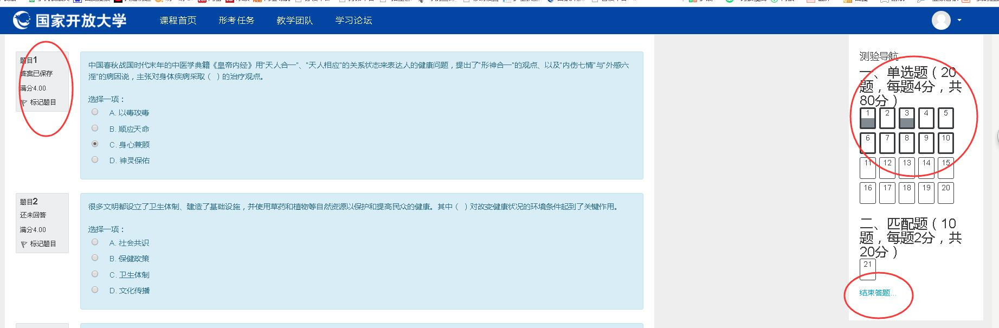 国家开放大学
课程首页
形考任务
教学团队
学习论坛
题目1
答案已保存
满分4.00
标记题目
中国春秋战国时代末年的中医学典籍《皇帝内经》用"天人合一"、"天人相应"的关系状态来表达人的健康问题，提出了"形神合一"的观点、以及"内伤七情"与"外感六
淫"的病因说，主张对身体疾病采取（ ）的治疗观点。
选择一项：
A. 以毒攻毒
B. 顺应天命
C. 身心兼顾
D. 神灵保佑
题目2
还未回答
满分4.00
标记题目
很多文明都设立了卫生体制、建造了基础设施，并使用草药和植物等自然资源以保护和提高民众的健康。其中（ ）对改变健康状况的环境条件起到了关键作用。
选择一项：
A. 社会共识
B. 保健政策
C. 卫生体制
D. 文化传播
测验导航
一、单选题（20
题，每题4分，共
80分）
1 2 3 4 5
6 7 8 9 10
11 12 13 14 15
16 17 18 19 20
二、匹配题（10
题，每题2分，共
20分）
21
结束答题...